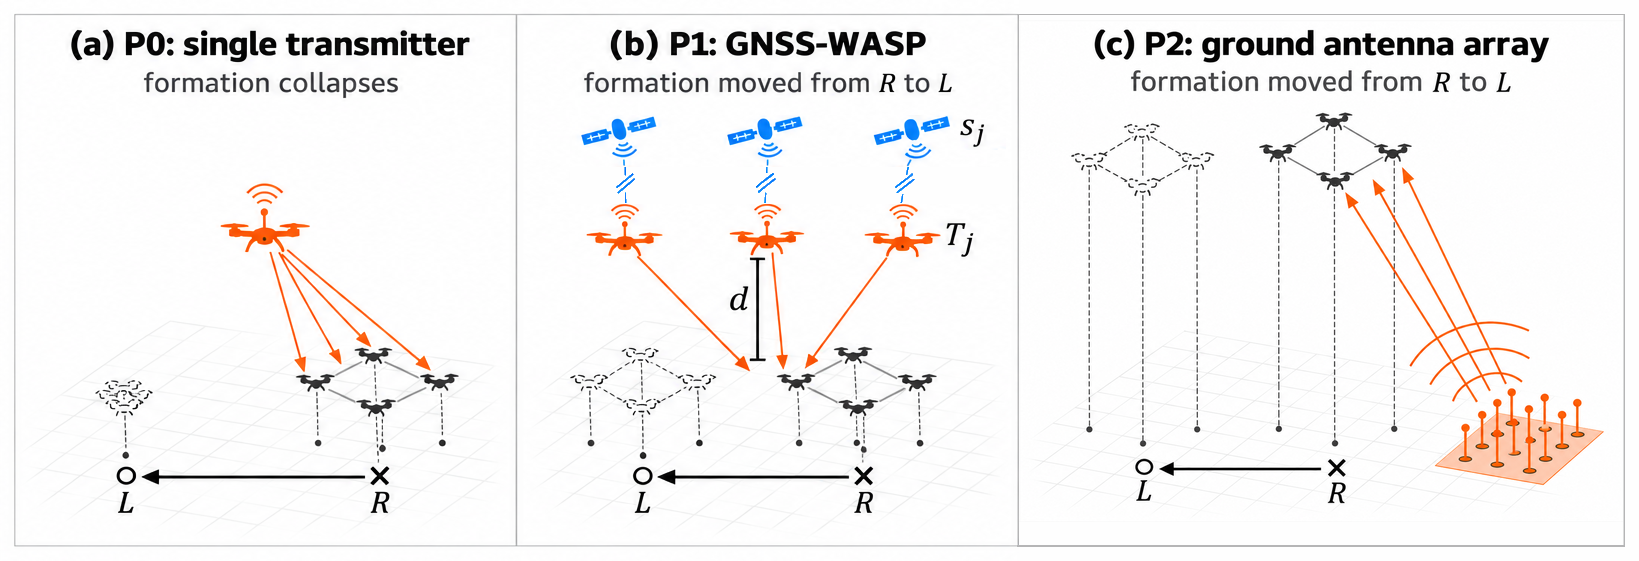 (a) P0: single transmitter
formation collapses
L
R
(b) P1: GNSS-WASP
formation moved from R to L
s_j
T_j
d
L
R
(c) P2: ground antenna array
formation moved from R to L
L
R